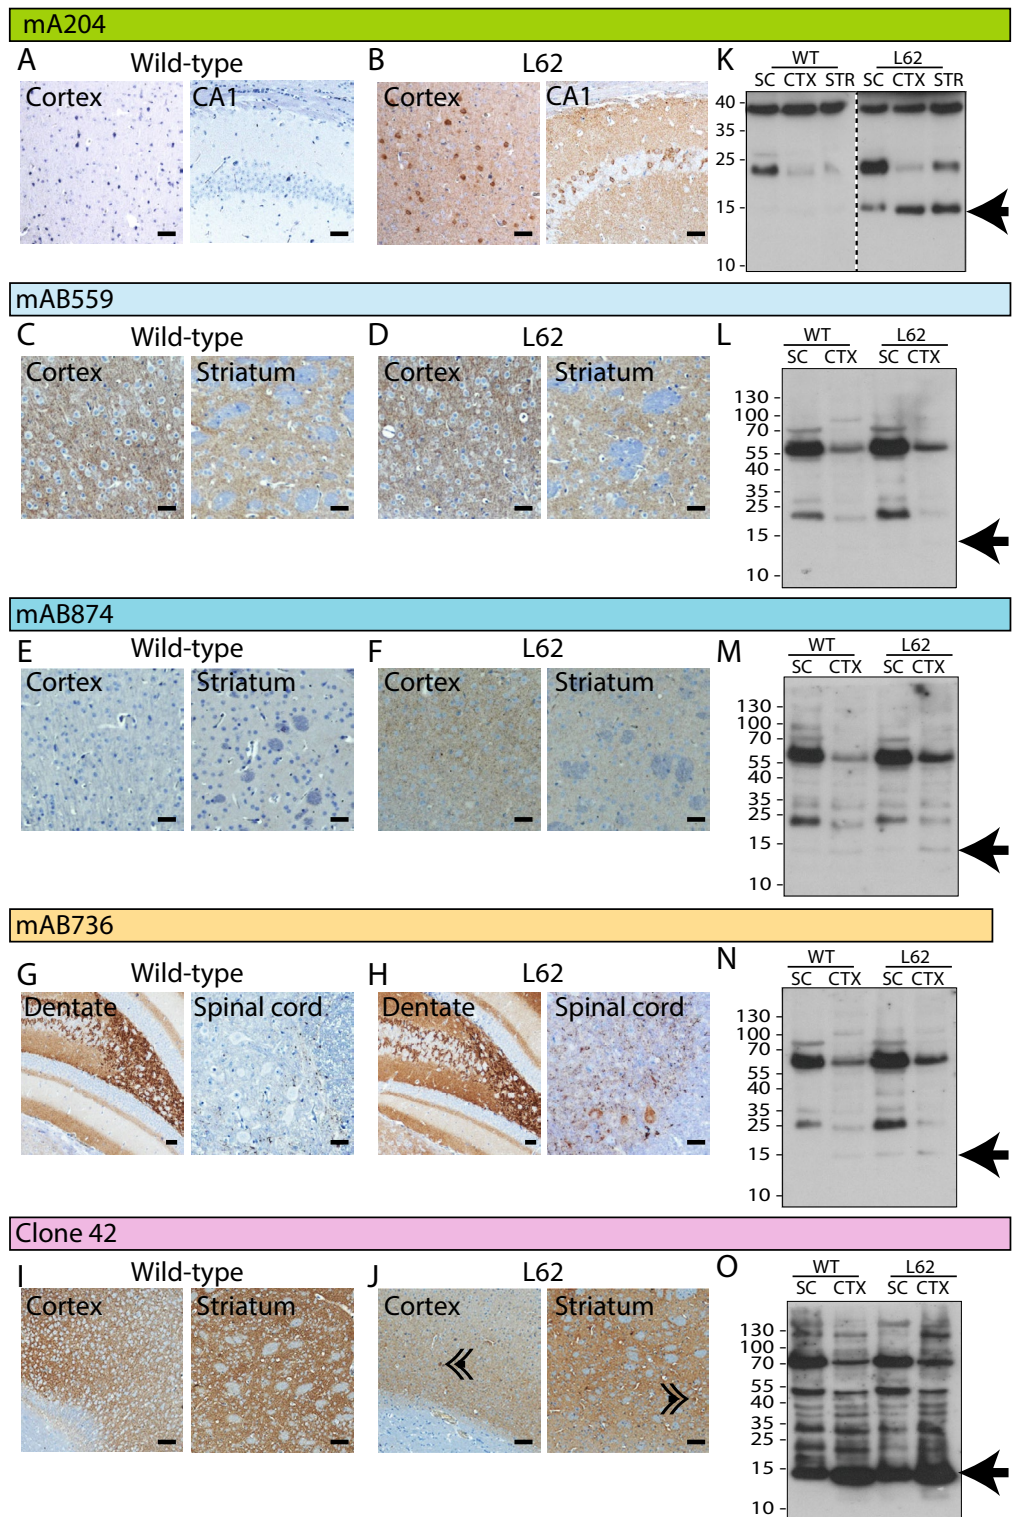 mA204
A Wild-type B L62 K WT L62
Cortex CA1 Cortex CA1 SC CTX STR SC CTX STR
40 -
35 -
25 -
15 -
10 -
mAB559
C Wild-type D L62 L WT L62
Cortex Striatum Cortex Striatum SC CTX SC CTX
130 -
100 -
70 -
55 -
40 -
35 -
25 -
15 -
10 -
mAB874
E Wild-type F L62 M WT L62
Cortex Striatum Cortex Striatum SC CTX SC CTX
130 -
100 -
70 -
55 -
40 -
35 -
25 -
15 -
10 -
mAB736
G Wild-type H L62 N WT L62
Dentate Spinal cord Dentate Spinal cord SC CTX SC CTX
130 -
100 -
70 -
55 -
40 -
35 -
25 -
15 -
10 -
Clone 42
I Wild-type J L62 O WT L62
Cortex Striatum Cortex Striatum SC CTX SC CTX
130 -
100 -
70 -
55 -
40 -
35 -
25 -
15 -
10 -